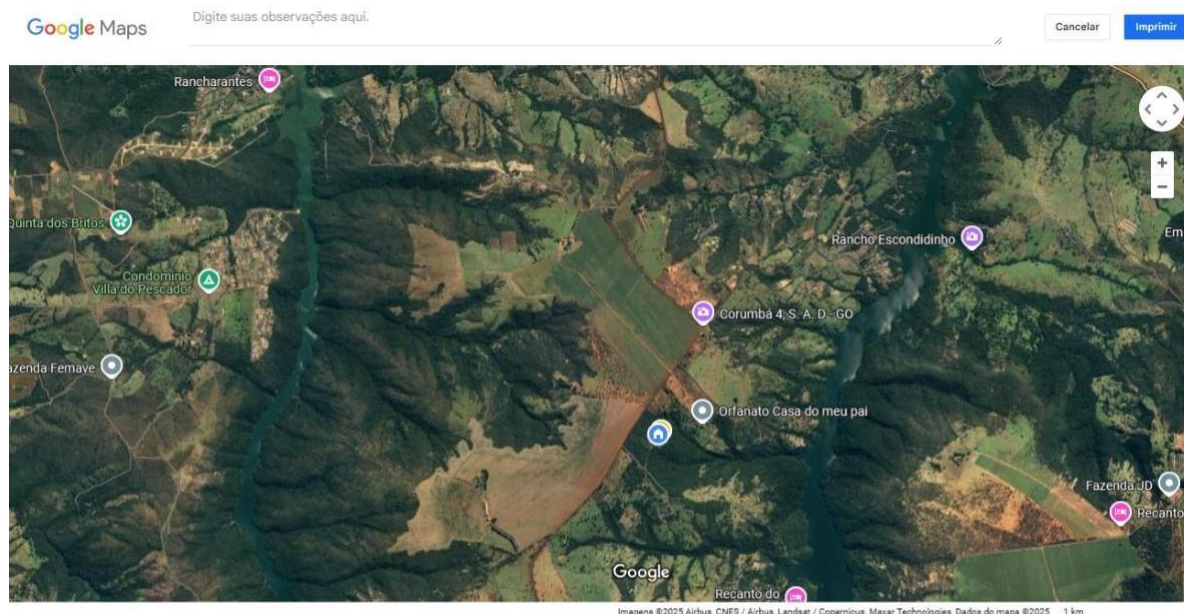 Google Maps
Digite suas observações aqui.
Cancelar
Imprimir
Rancharantes
Quinta dos Britos
Rancho Escondidinho
Em
Condomínio
Villa do Pescador
Corumbá 4, S. A. D - GO
azenda Femave
Orfanato Casa do meu pai
Fazenda JD
Recanto
Google
Recanto do
Imagens ©2025 Airbus, CNES / Airbus, Landsat / Copernicus, Maxar Technologies, Dados do mapa ©2025 1 km